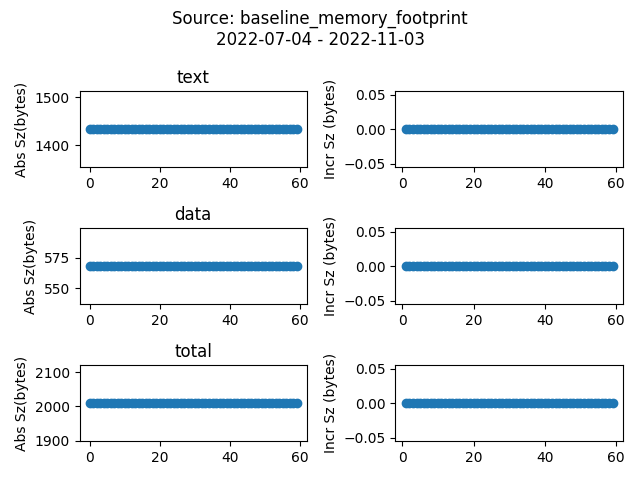 Source: baseline_memory_footprint
2022-07-04 - 2022-11-03
text
Abs Sz(bytes)
1500
1400
0 20 40 60
Incr Sz (bytes)
0.05
0.00
−0.05
0 20 40 60
data
Abs Sz(bytes)
575
550
0 20 40 60
Incr Sz (bytes)
0.05
0.00
−0.05
0 20 40 60
total
Abs Sz(bytes)
2100
2000
1900
0 20 40 60
Incr Sz (bytes)
0.05
0.00
−0.05
0 20 40 60